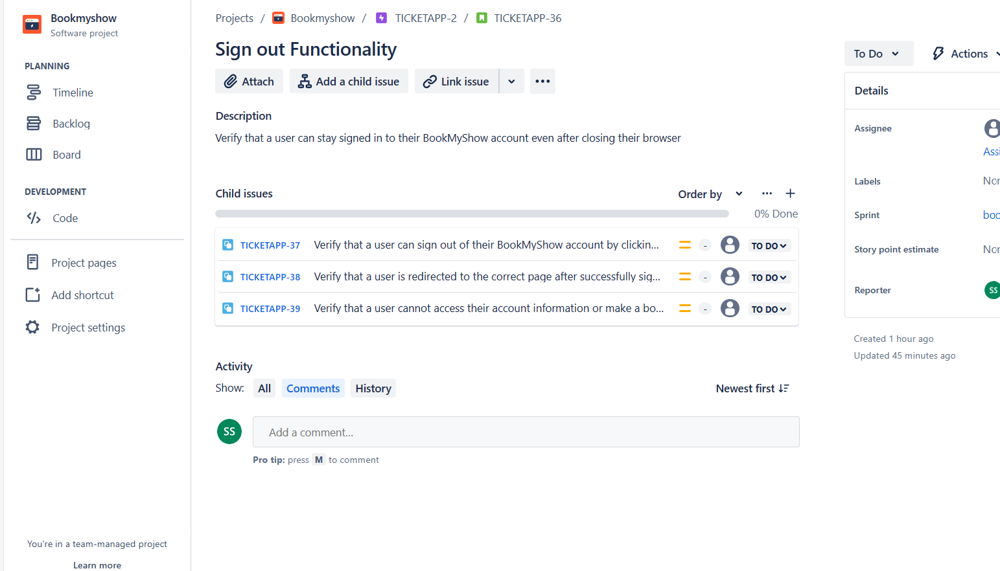 Bookmyshow
Software project
PLANNING
Timeline
Backlog
Board
DEVELOPMENT
Code
Project pages
Add shortcut
Project settings
You're in a team-managed project
Learn more
Projects / Bookmyshow / TICKETAPP-2 / TICKETAPP-36
Sign out Functionality
Attach Add a child issue Link issue
Description
Verify that a user can stay signed in to their BookMyShow account even after closing their browser
Child issues Order by
0% Done
TICKETAPP-37 Verify that a user can sign out of their BookMyShow account by clickin... - TO DO
TICKETAPP-38 Verify that a user is redirected to the correct page after successfully sig... - TO DO
TICKETAPP-39 Verify that a user cannot access their account information or make a bo... - TO DO
Activity
Show: All Comments History Newest first
SS Add a comment...
Pro tip: press M to comment
To Do Actions
Details
Assignee
Assi
Labels Non
Sprint boo
Story point estimate Non
Reporter SS
Created 1 hour ago
Updated 45 minutes ago